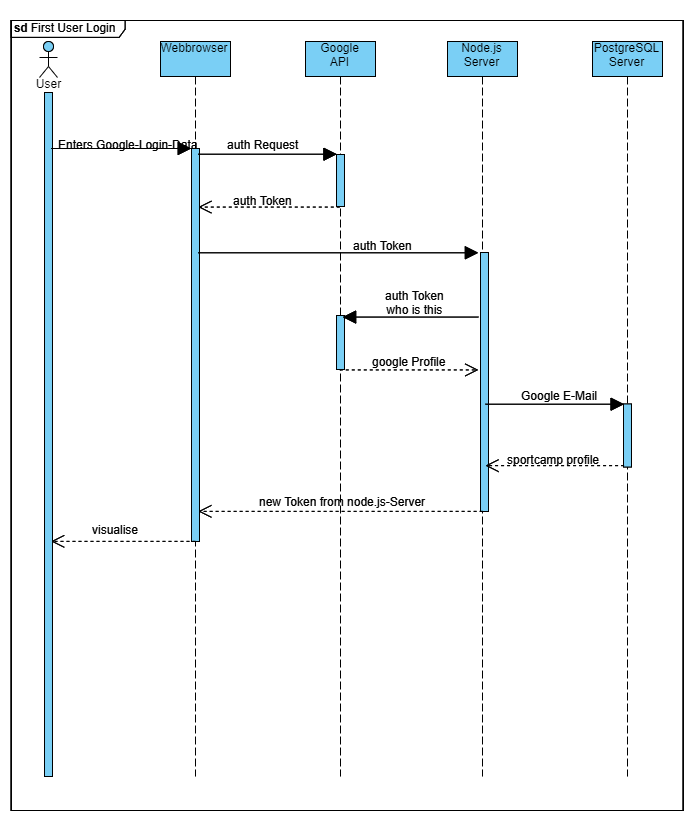 sd First User Login
Webbrowser
Google
API
Node.js
Server
PostgreSQL
Server
User
Enters Google-Login-Data
auth Request
auth Token
auth Token
auth Token
who is this
google Profile
Google E-Mail
sportcamp profile
new Token from node.js-Server
visualise